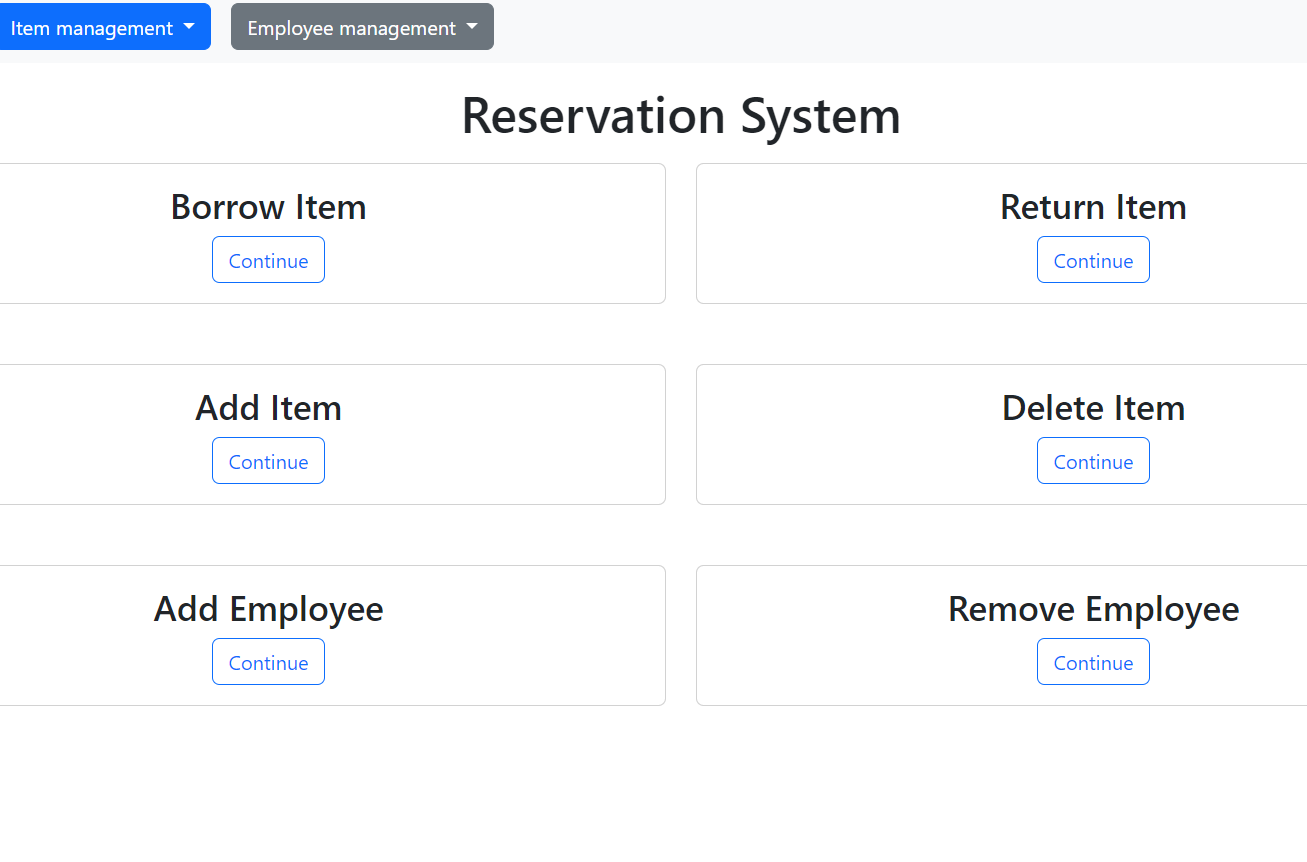 Item management
Employee management
Reservation System
Borrow Item
Continue
Return Item
Continue
Add Item
Continue
Delete Item
Continue
Add Employee
Continue
Remove Employee
Continue